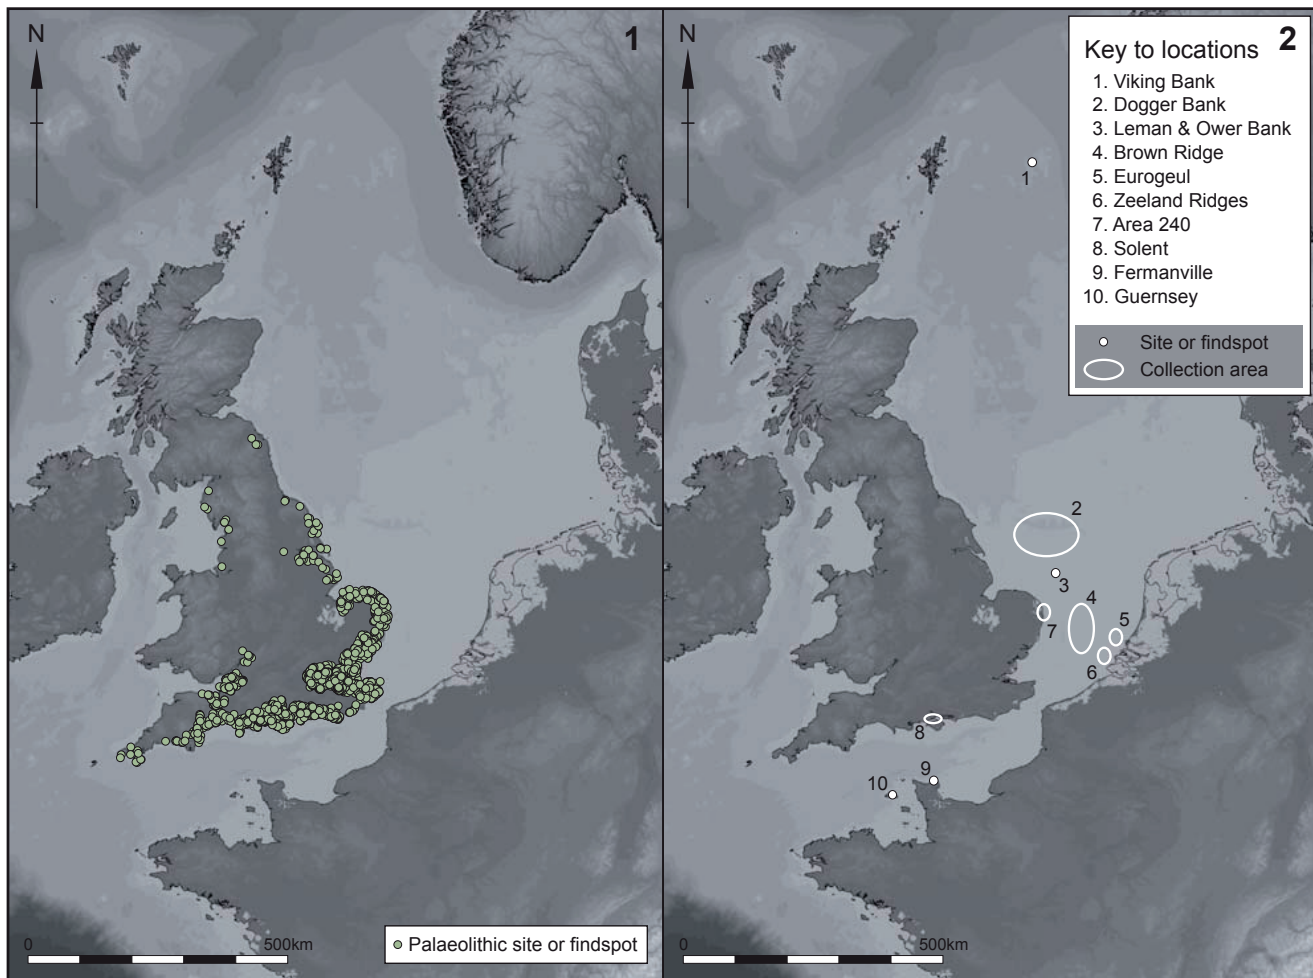 N
1
0
500km
Palaeolithic site or findspot
N
2
Key to locations
1. Viking Bank
2. Dogger Bank
3. Leman & Ower Bank
4. Brown Ridge
5. Eurogeul
6. Zeeland Ridges
7. Area 240
8. Solent
9. Fermanville
10. Guernsey
Site or findspot
Collection area
1
2
3
4
5
7
6
8
9
10
0
500km